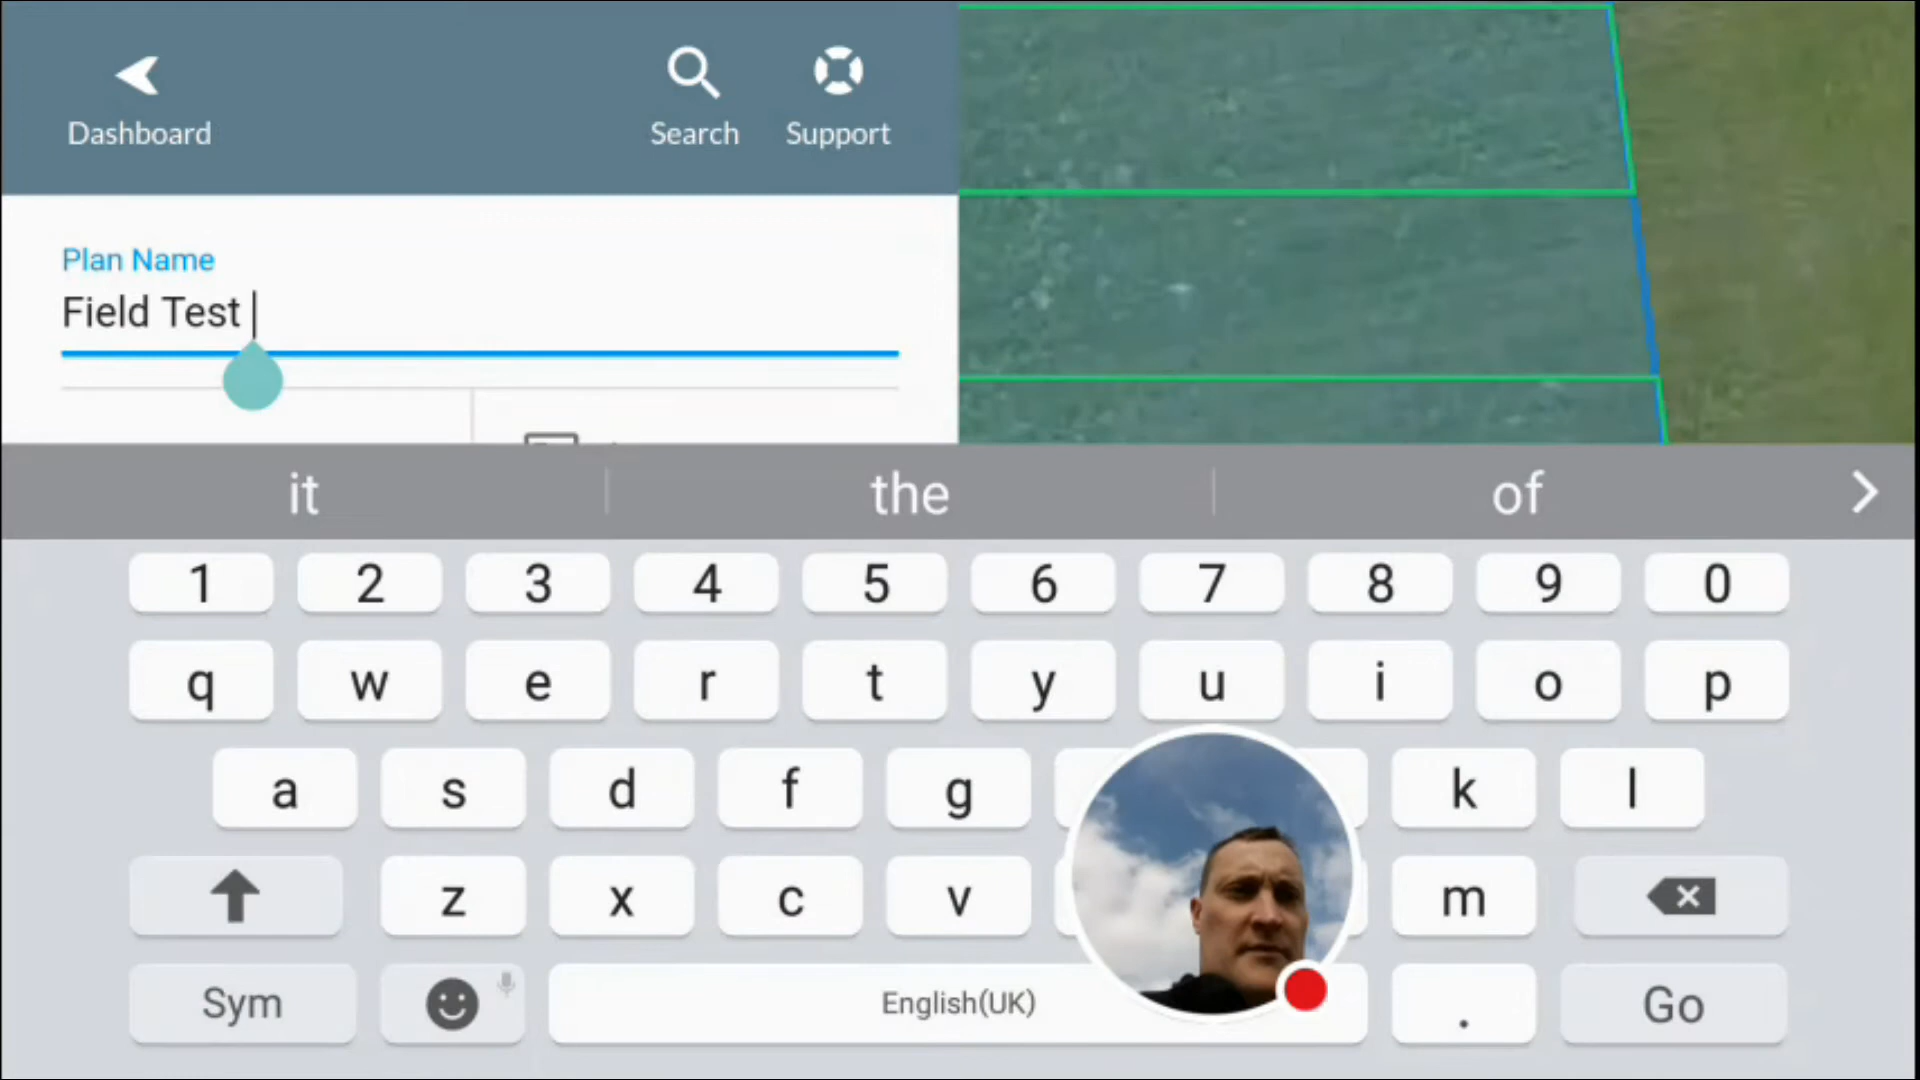 Dashboard
Search
Support
Plan Name
Field Test
it
the
of
1 2 3 4 5 6 7 8 9 0
q w e r t y u i o p
a s d f g k l
z x c v m
Sym
English(UK)
.
Go